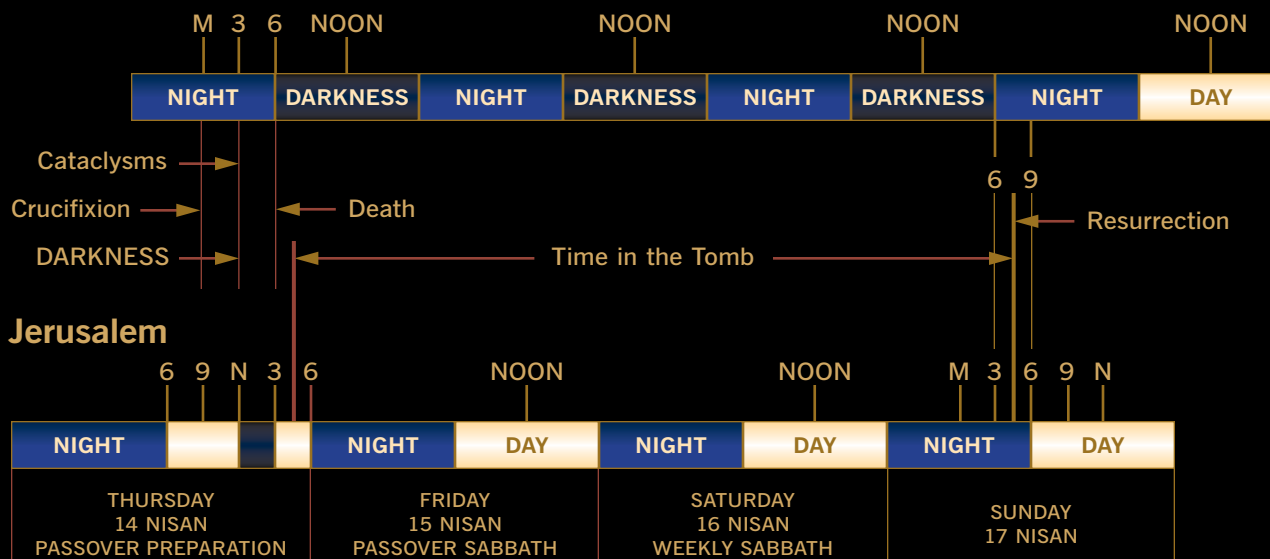 M 3 6 NOON NOON NOON NOON
NIGHT DARKNESS NIGHT DARKNESS NIGHT DARKNESS NIGHT DAY
Cataclysms
6 9
Crucifixion Death
Resurrection
DARKNESS Time in the Tomb
Jerusalem
6 9 N 3 6 NOON NOON M 3 6 9 N
NIGHT NIGHT DAY NIGHT DAY NIGHT DAY
THURSDAY
14 NISAN
PASSOVER PREPARATION
FRIDAY
15 NISAN
PASSOVER SABBATH
SATURDAY
16 NISAN
WEEKLY SABBATH
SUNDAY
17 NISAN